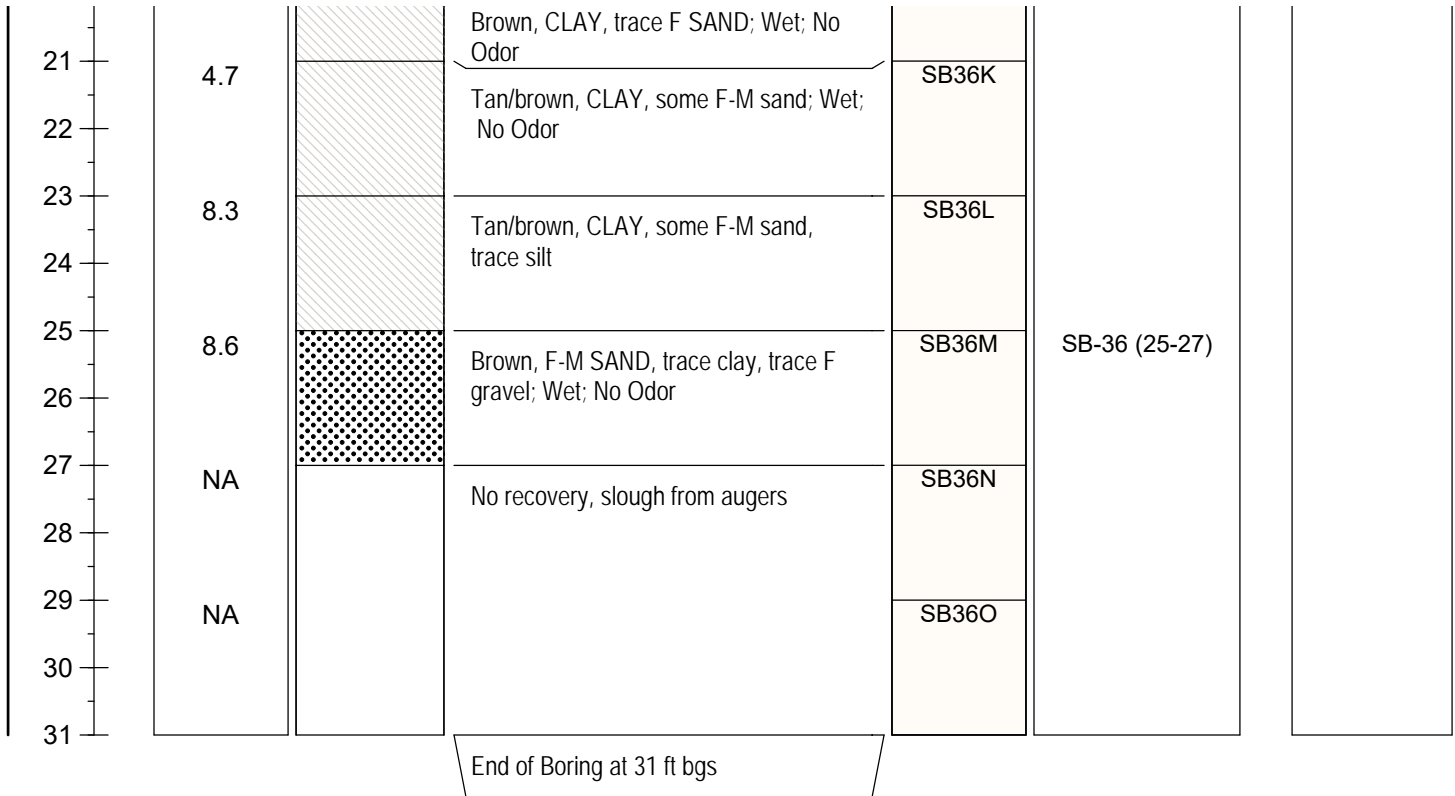 Brown, CLAY, trace F SAND; Wet; No
Odor
21
4.7
SB36K
Tan/brown, CLAY, some F-M sand; Wet;
No Odor
22
23
8.3
SB36L
Tan/brown, CLAY, some F-M sand,
trace silt
24
25
8.6
SB36M
SB-36 (25-27)
Brown, F-M SAND, trace clay, trace F
gravel; Wet; No Odor
26
27
NA
SB36N
No recovery, slough from augers
28
29
NA
SB36O
30
31
End of Boring at 31 ft bgs